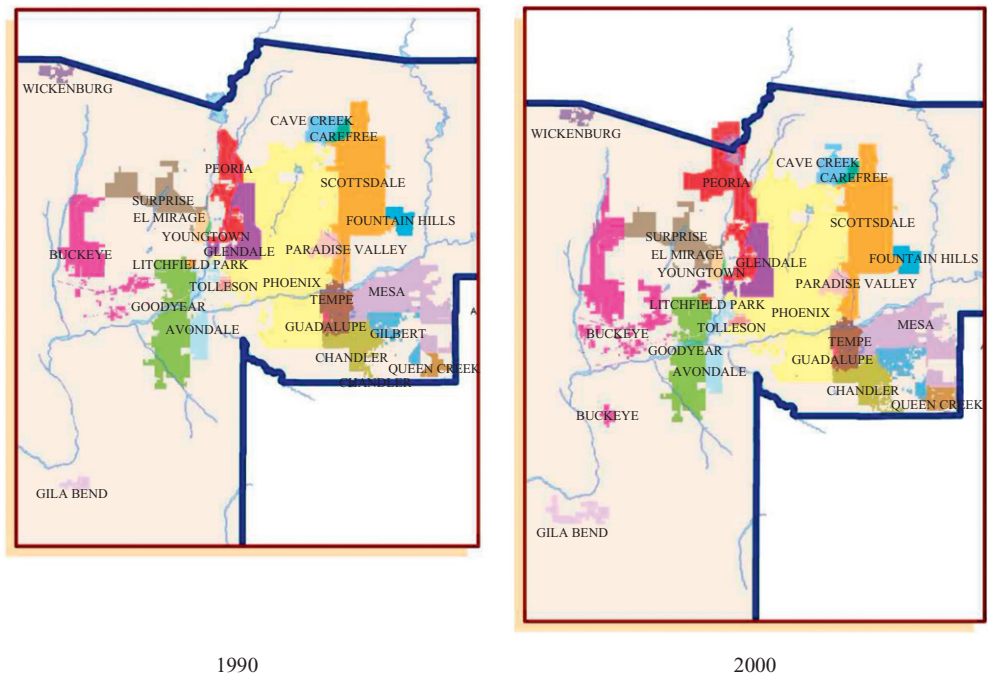 WICKENBURG
CAVE CREEK
CAREFREE
PEORIA
SCOTTSDALE
SURPRISE
EL MIRAGE
FOUNTAIN HILLS
YOUNGTOWN
GLENDALE
PARADISE VALLEY
BUCKEYE
LITCHFIELD PARK
TOLLESON
PHOENIX
MESA
TEMPE
GOODYEAR
AVONDALE
GUADALUPE
GILBERT
CHANDLER
QUEEN CREEK
CHANDLER
GILA BEND
1990
WICKENBURG
CAVE CREEK
CAREFREE
PEORIA
SCOTTSDALE
SURPRISE
EL MIRAGE
FOUNTAIN HILLS
GLENDALE
YOUNGTOWN
PARADISE VALLEY
LITCHFIELD PARK
PHOENIX
TOLLESON
MESA
BUCKEYE
TEMPE
GOODYEAR
GUADALUPE
AVONDALE
CHANDLER
QUEEN CREEK
BUCKEYE
GILA BEND
2000